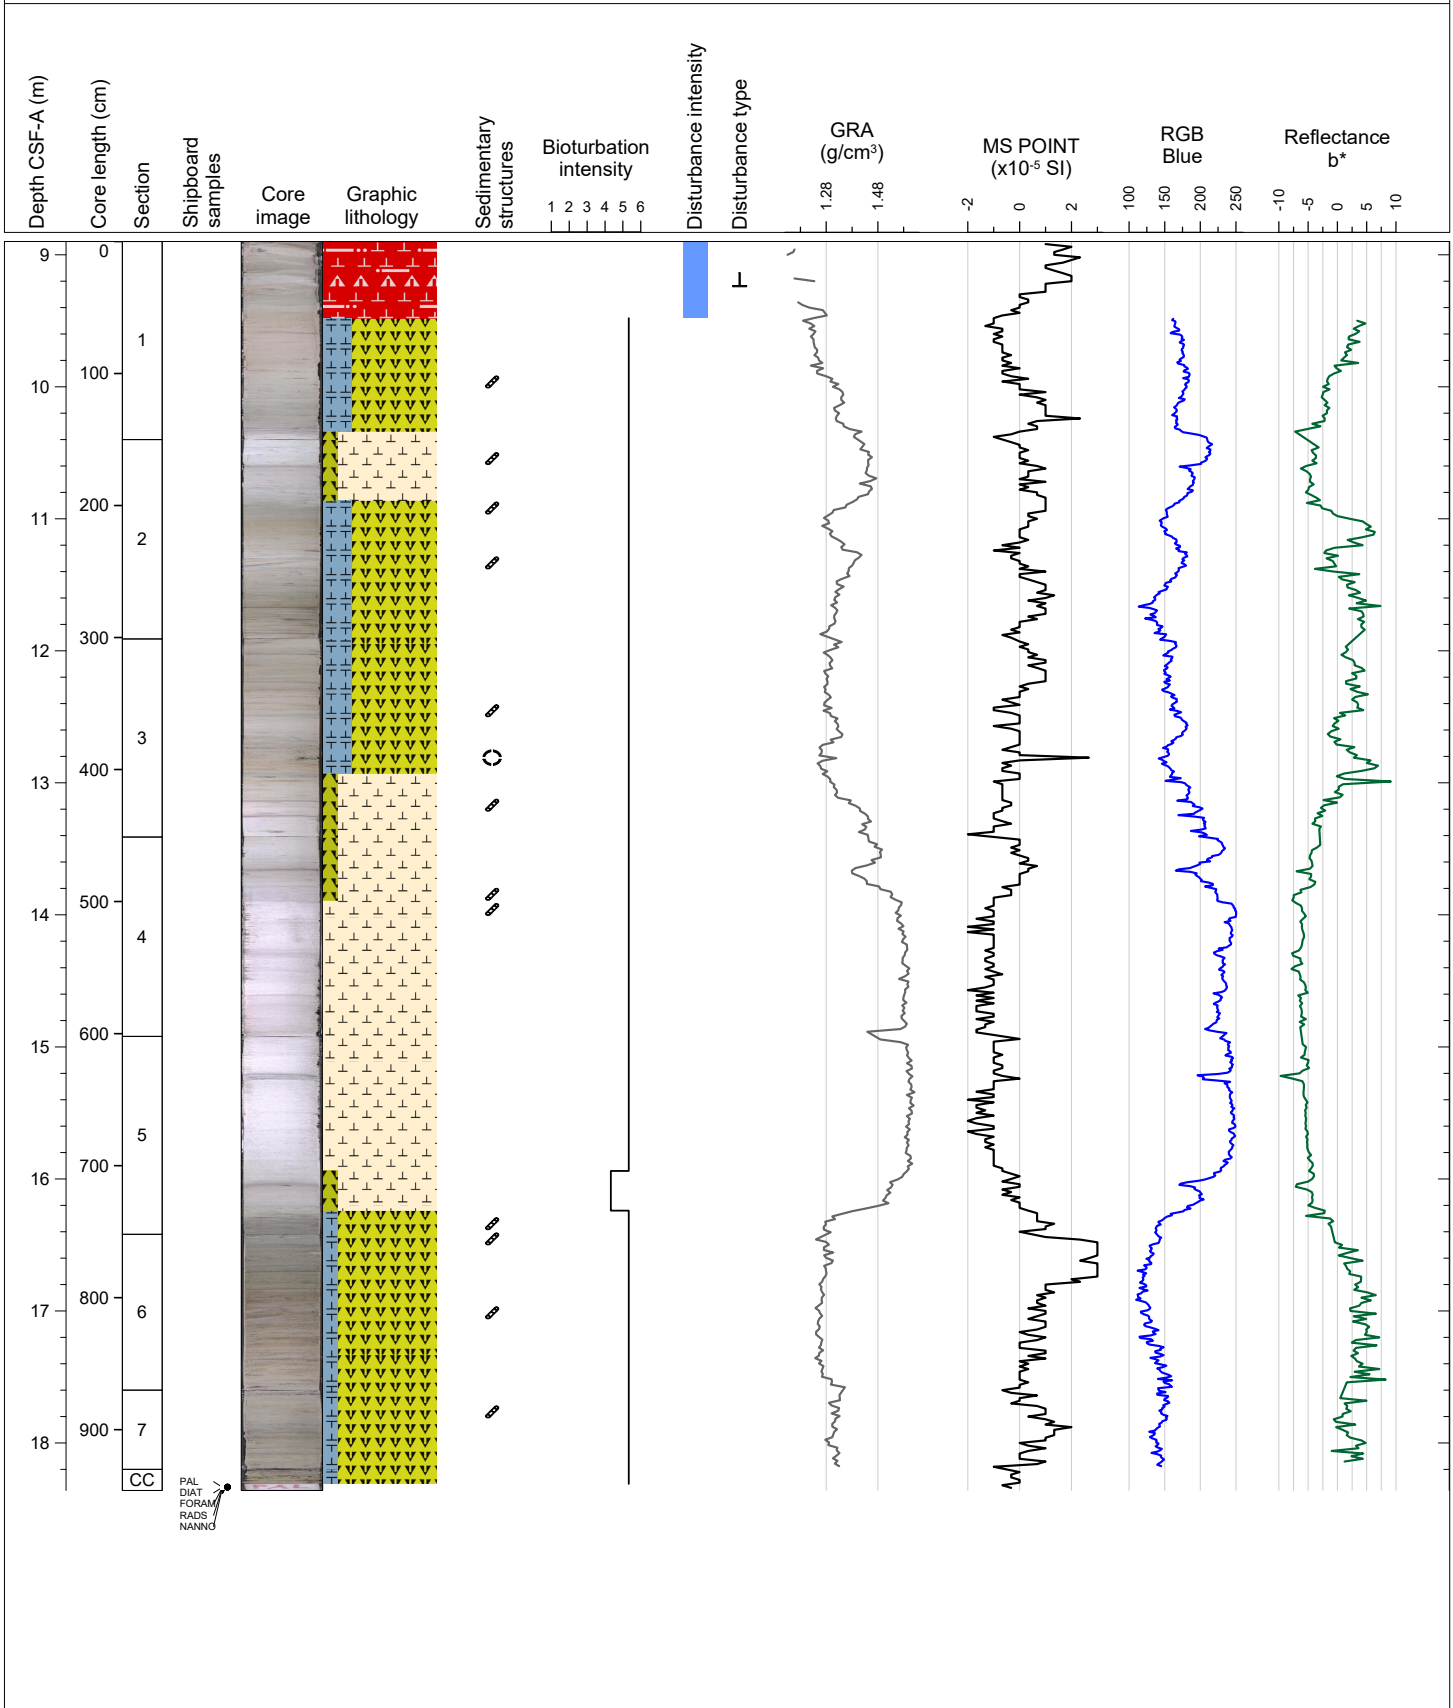 Depth CSF-A (m)
Core length (cm)
Section
Shipboard
samples
Core
image
Graphic
lithology
Sedimentary
structures
Bioturbation
intensity
1 2 3 4 5 6
Disturbance intensity
Disturbance type
GRA
(g/cm³)
1.28 1.48
MS POINT
(x10⁻⁵ SI)
-2 0 2
RGB
Blue
100 150 200 250
Reflectance
b*
-10 -5 0 5 10
9
10
11
12
13
14
15
16
17
18
0
100
200
300
400
500
600
700
800
900
1
2
3
4
5
6
7
CC
PAL
DIAT
FORAM
RADS
NANNO